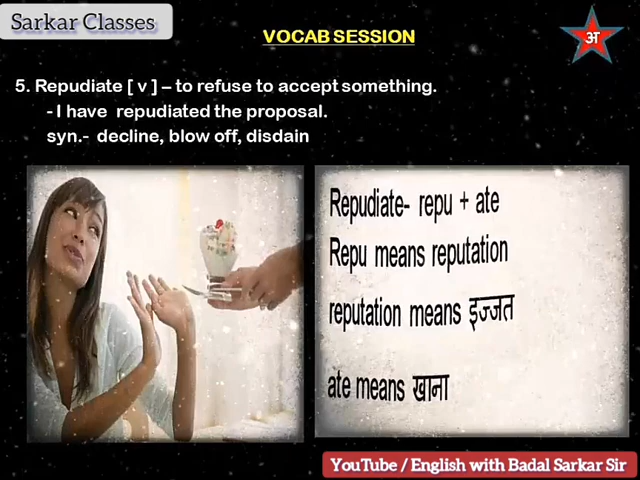 Sarkar Classes
VOCAB SESSION
अ
5. Repudiate [ v ] – to refuse to accept something.
- I have repudiated the proposal.
syn.- decline, blow off, disdain
Repudiate- repu + ate
Repu means reputation
reputation means इज्जत
ate means खाना
YouTube / English with Badal Sarkar Sir